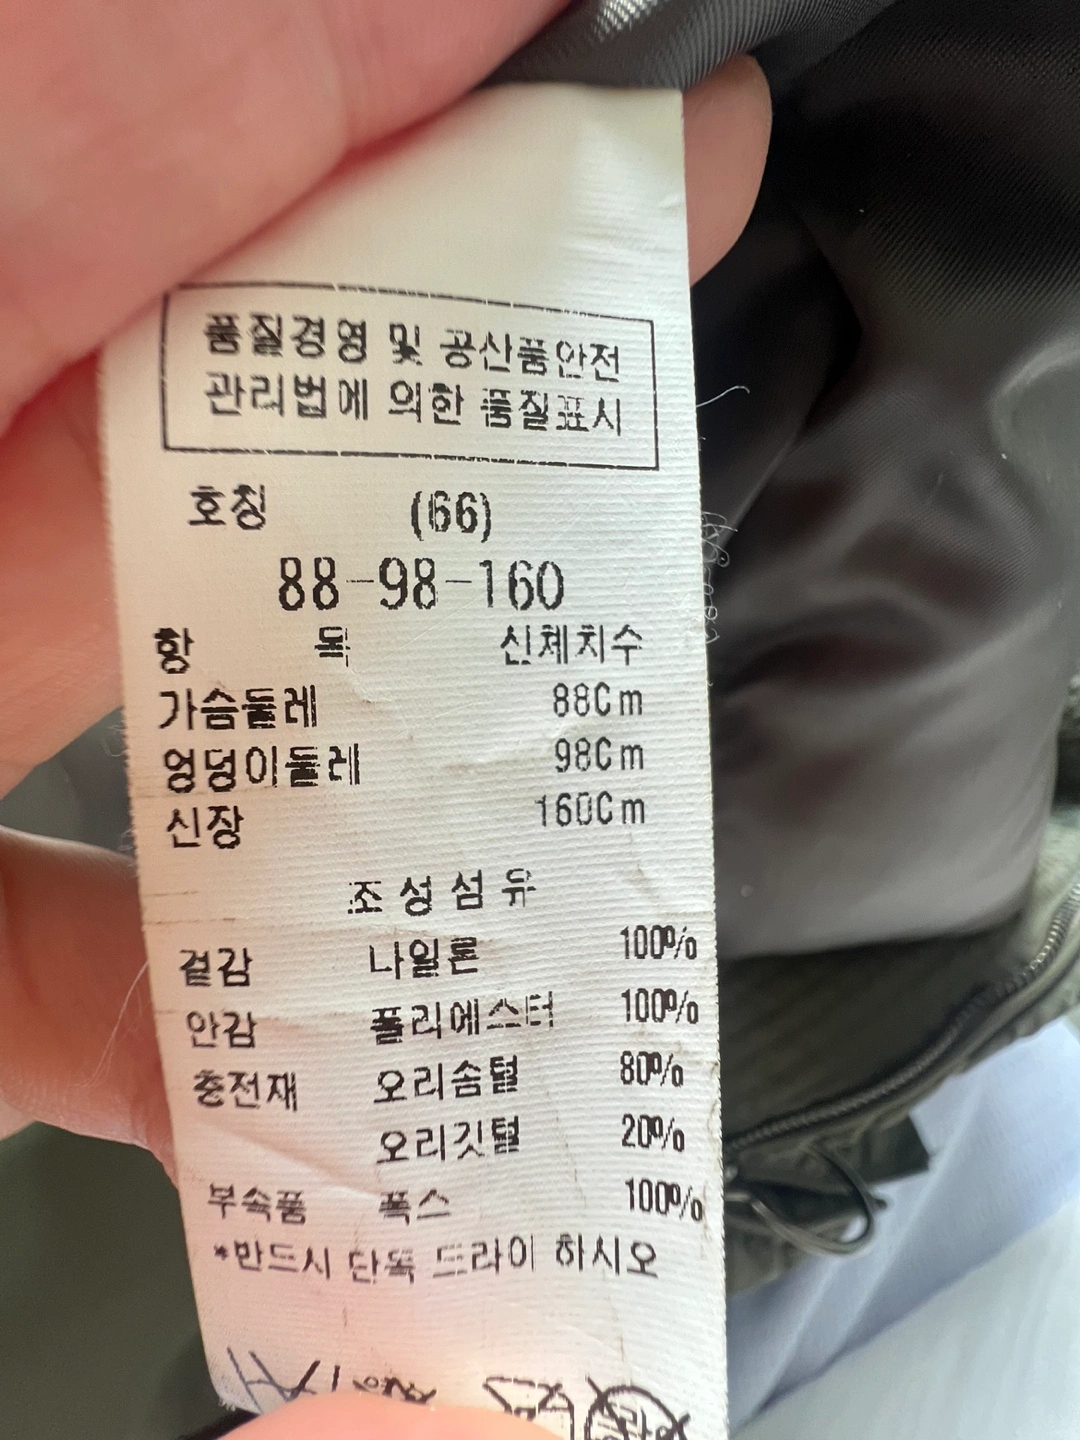 품질경영 및 공산품안전
관리법에 의한 품질표시
호칭 (66)
88-98-160
항 목 신체치수
가슴둘레 88Cm
엉덩이둘레 98Cm
신장 160Cm
조성섬유
겉감 나일론 100%
안감 폴리에스터 100%
충전재 오리솜털 80%
오리깃털 20%
부속품 폭스 100%
*반드시 단독 드라이 하시오